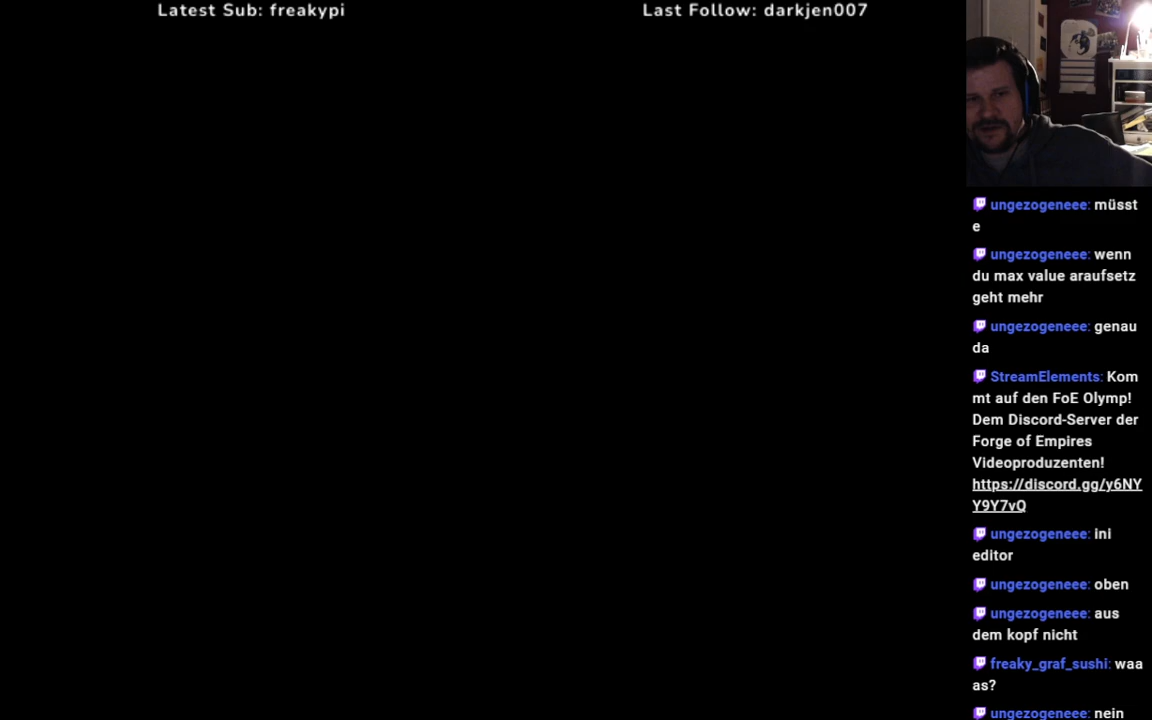 Latest Sub: freakypi
Last Follow: darkjen007
ungezogeneee: müsst
e
ungezogeneee: wenn
du max value araufsetz
geht mehr
ungezogeneee: genau
da
StreamElements: Kom
mt auf den FoE Olymp!
Dem Discord-Server der
Forge of Empires
Videoproduzenten!
https://discord.gg/y6NY
Y9Y7vQ
ungezogeneee: ini
editor
ungezogeneee: oben
ungezogeneee: aus
dem kopf nicht
freaky_graf_sushi: waa
as?
ungezogeneee: nein